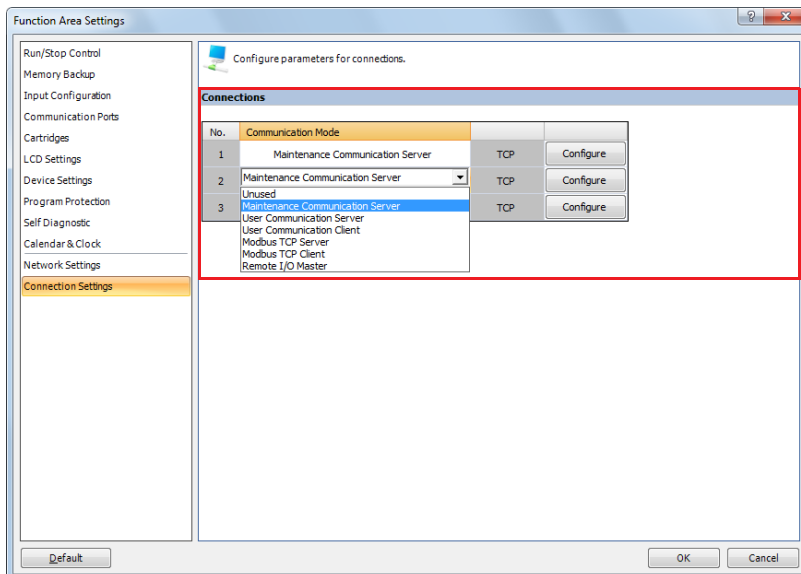 Function Area Settings
?
X
Run/Stop Control
Memory Backup
Input Configuration
Communication Ports
Cartridges
LCD Settings
Device Settings
Program Protection
Self Diagnostic
Calendar & Clock
Network Settings
Connection Settings
Configure parameters for connections.
Connections
No. Communication Mode
1 Maintenance Communication Server TCP Configure
2 Maintenance Communication Server TCP Configure
3 TCP Configure
Unused
Maintenance Communication Server
User Communication Server
User Communication Client
Modbus TCP Server
Modbus TCP Client
Remote I/O Master
Default
OK
Cancel